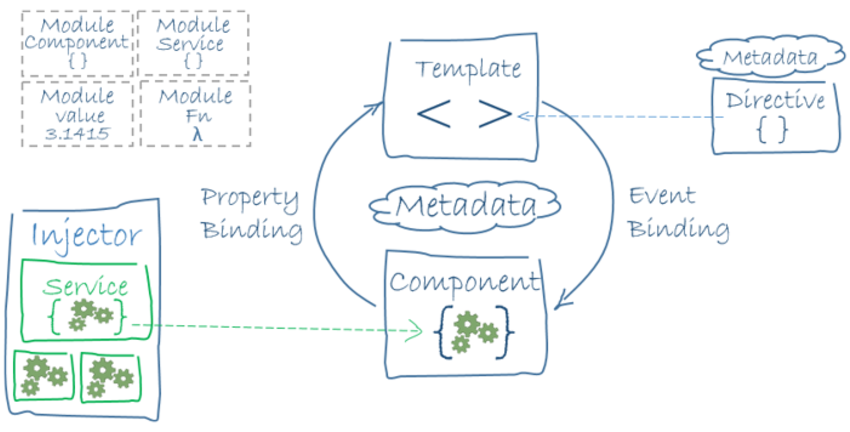 Module
Component
{ }
Module
Service
{ }
Module
value
3.1415
Module
Fn
λ
Template
< >
Metadata
Directive
{ }
Property
Binding
Metadata
Event
Binding
Injector
Service
{ }
Component
{ }